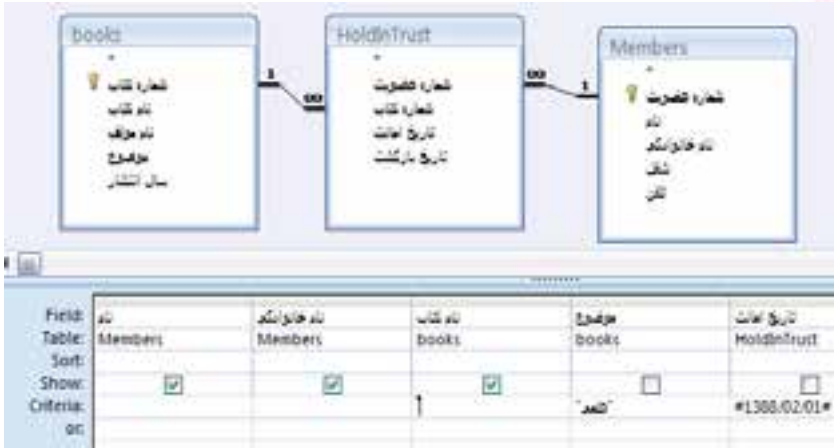 books
*
شماره کتاب
نام کتاب
نام مولف
موضوع
سال انتشار
1
∞
HoldInTrust
*
شماره عضویت
شماره کتاب
تاریخ امانت
تاریخ بازگشت
∞
1
Members
*
شماره عضویت
نام
نام خانوادگی
شغل
تلفن
Field: نام نام خانوادگی نام کتاب موضوع تاریخ امانت
Table: Members Members books books HoldInTrust
Sort:
Show:
Criteria: #1388/02/01#
or: